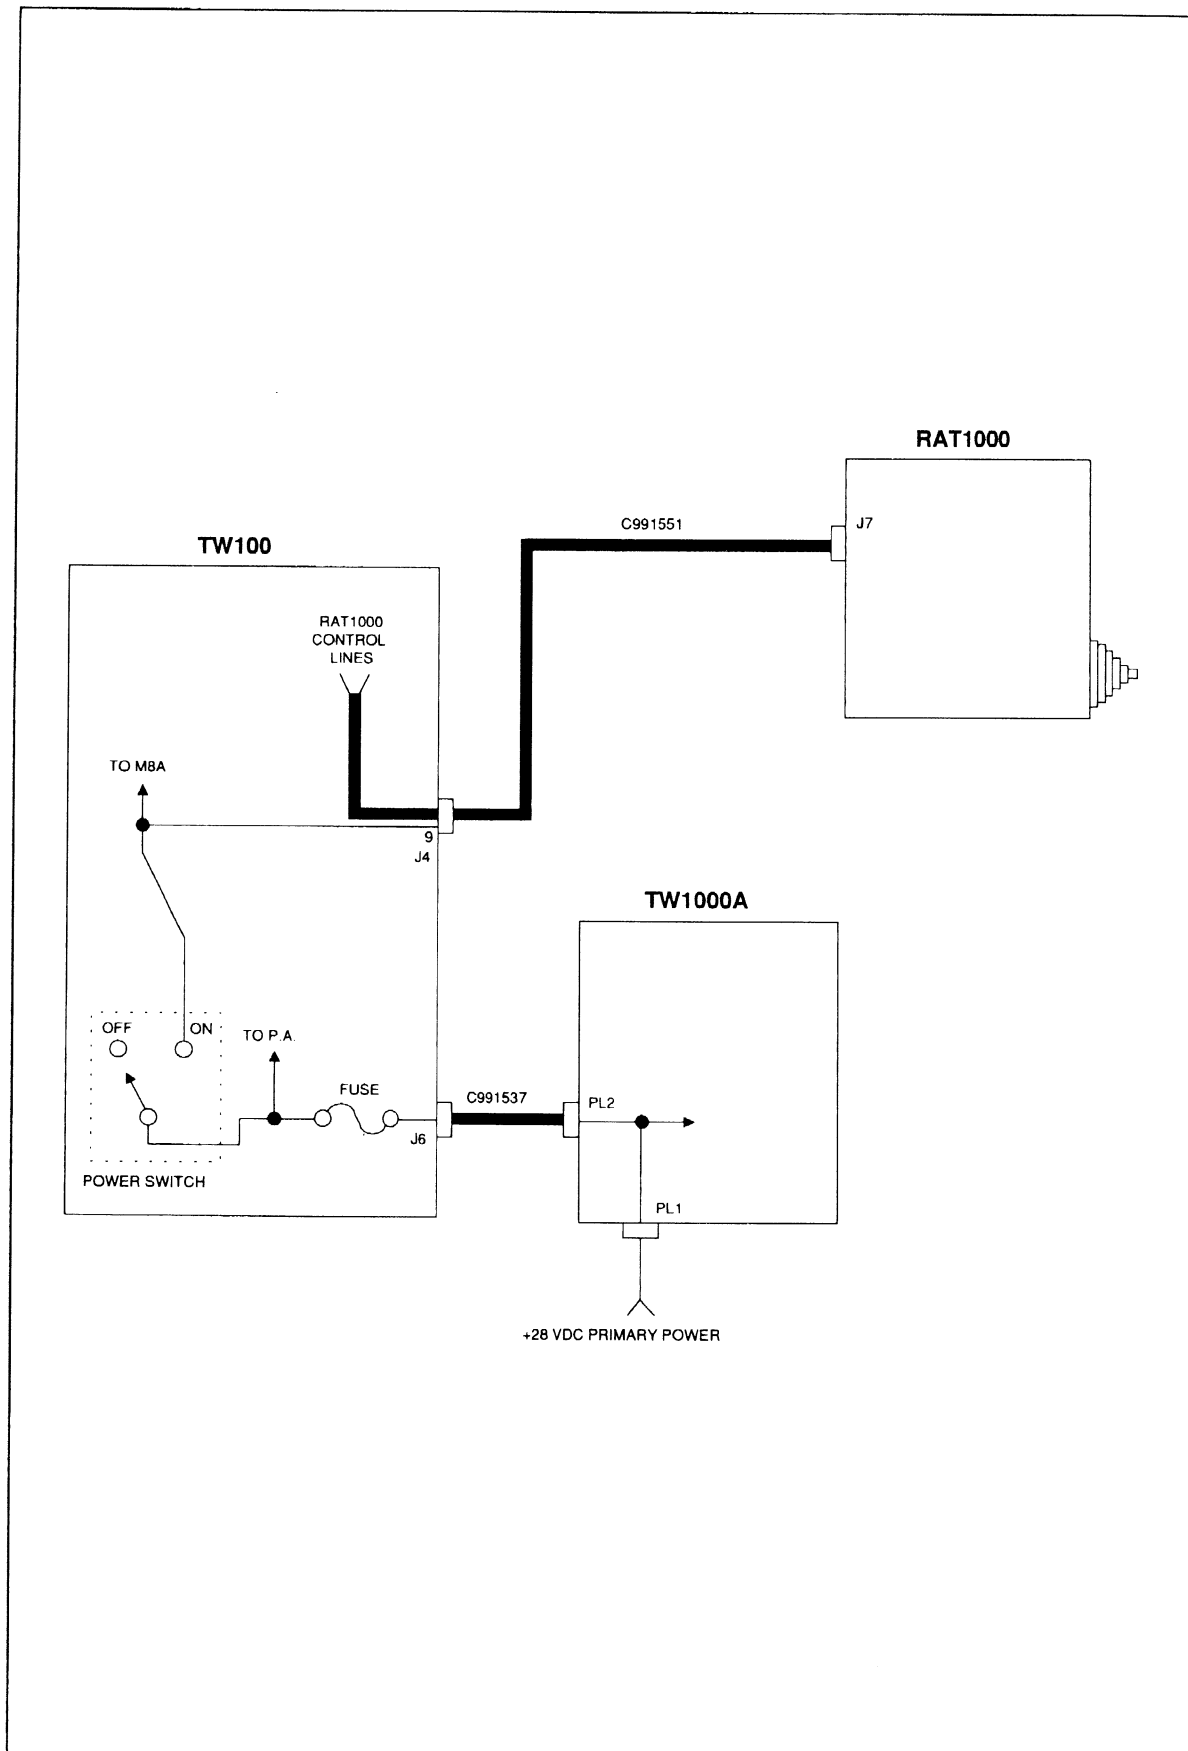 RAT1000
C991551
J7
TW100
RAT1000
CONTROL
LINES
TO M8A
9
J4
TW1000A
OFF
ON
TO P.A.
FUSE
C991537
PL2
J6
POWER SWITCH
PL1
+28 VDC PRIMARY POWER